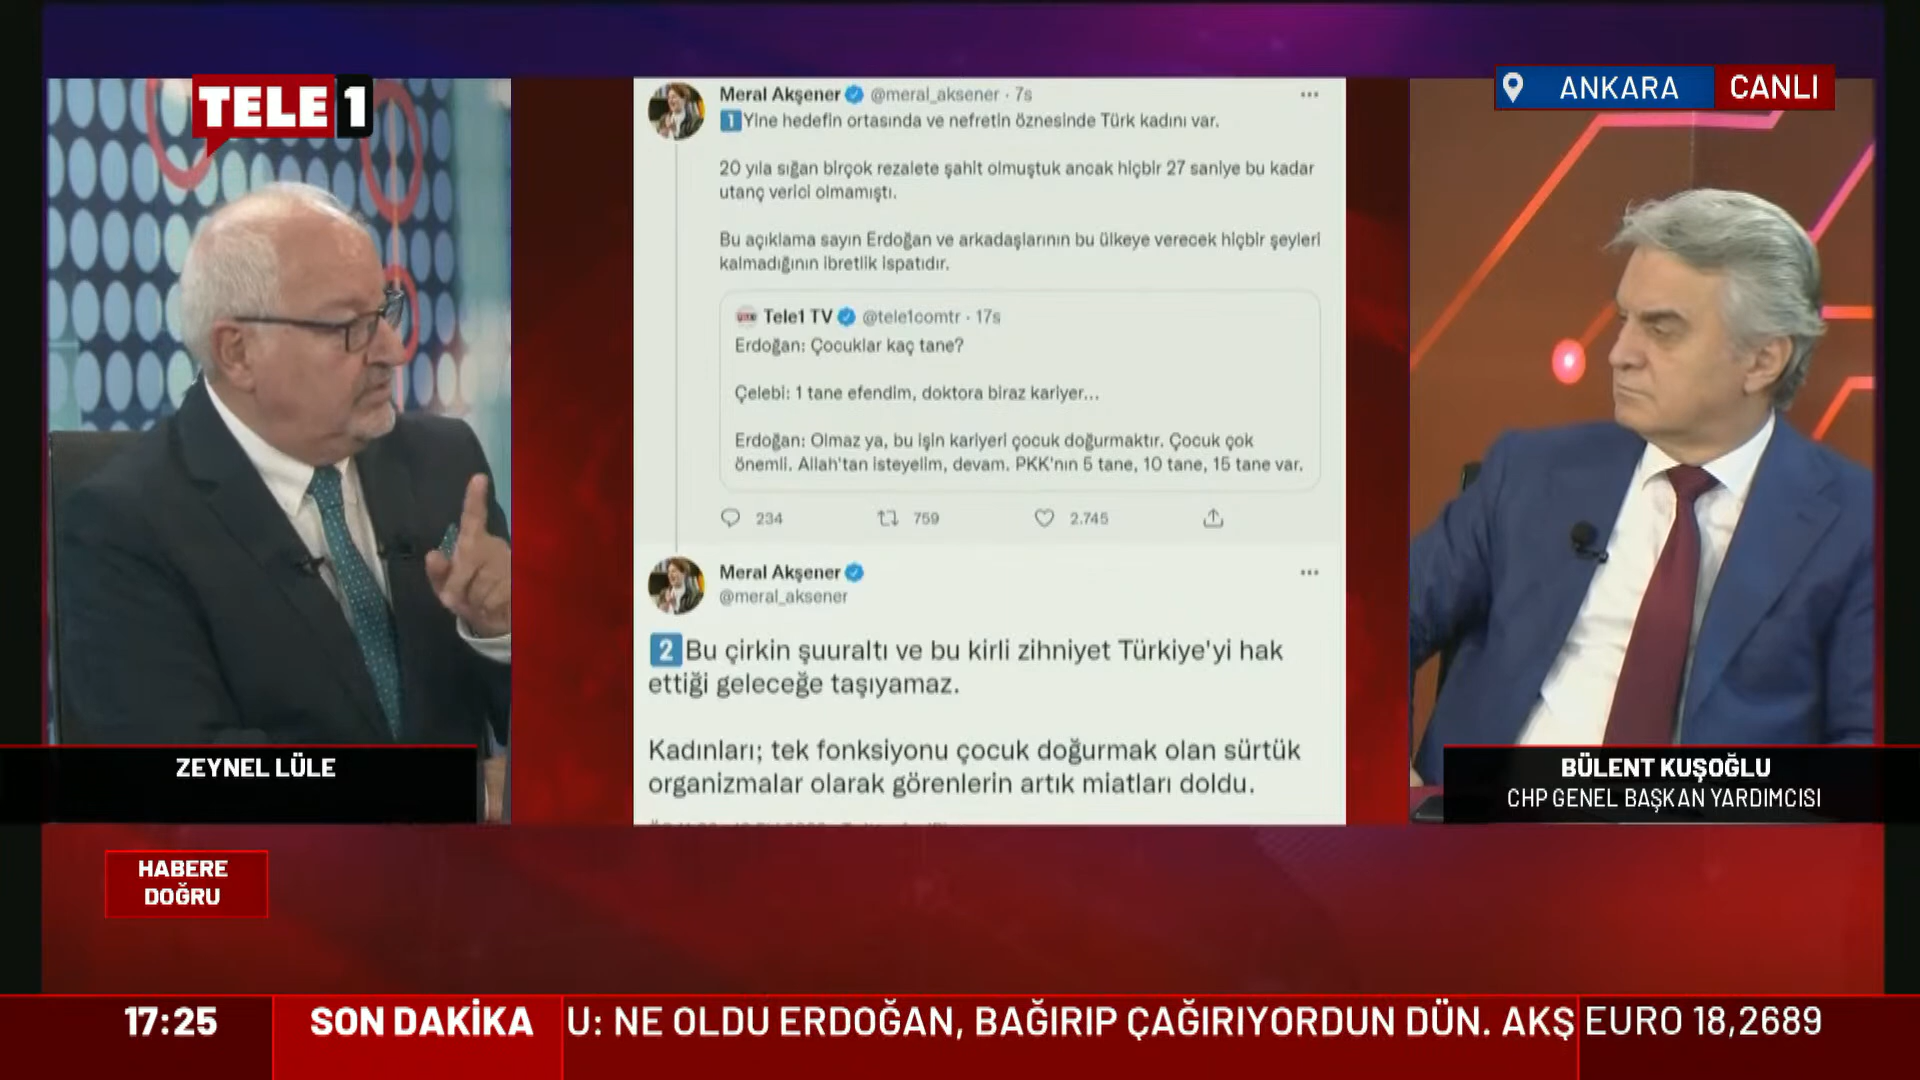 TELE 1
ANKARA CANLI
Meral Akşener @meral_aksener · 7s
1 Yine hedefin ortasında ve nefretin öznesinde Türk kadını var.
20 yıla sığan birçok rezalete şahit olmuştuk ancak hiçbir 27 saniye bu kadar
utanç verici olmamıştı.
Bu açıklama sayın Erdoğan ve arkadaşlarının bu ülkeye verecek hiçbir şeyleri
kalmadığının ibretlik ispatıdır.
Tele1 TV @tele1comtr · 17s
Erdoğan: Çocuklar kaç tane?
Çelebi: 1 tane efendim, doktora biraz kariyer...
Erdoğan: Olmaz ya, bu işin kariyeri çocuk doğurmaktır. Çocuk çok
önemli. Allah'tan isteyelim, devam. PKK'nın 5 tane, 10 tane, 15 tane var.
234 759 2.745
Meral Akşener
@meral_aksener
2 Bu çirkin şuuraltı ve bu kirli zihniyet Türkiye'yi hak
ettiği geleceğe taşıyamaz.
Kadınları; tek fonksiyonu çocuk doğurmak olan sürtük
organizmalar olarak görenlerin artık miatları doldu.
ZEYNEL LÜLE
BÜLENT KUŞOĞLU
CHP GENEL BAŞKAN YARDIMCISI
HABERE
DOĞRU
17:25 SON DAKİKA U: NE OLDU ERDOĞAN, BAĞIRIP ÇAĞIRIYORDUN DÜN. AKŞ EURO 18,2689